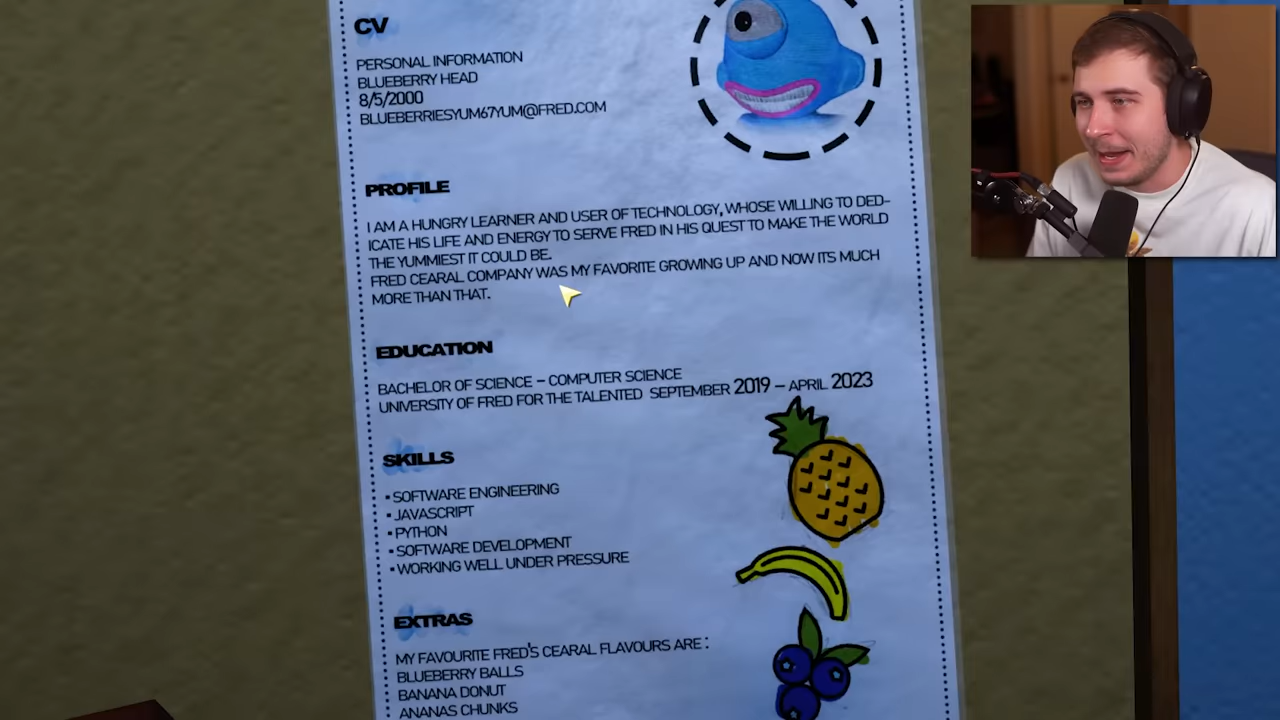 CV
PERSONAL INFORMATION
BLUEBERRY HEAD
8/5/2000
BLUEBERRIESYUM67YUM@FRED.COM
PROFILE
I AM A HUNGRY LEARNER AND USER OF TECHNOLOGY, WHOSE WILLING TO DED-
ICATE HIS LIFE AND ENERGY TO SERVE FRED IN HIS QUEST TO MAKE THE WORLD
THE YUMMIEST IT COULD BE.
FRED CEARAL COMPANY WAS MY FAVORITE GROWING UP AND NOW ITS MUCH
MORE THAN THAT.
EDUCATION
BACHELOR OF SCIENCE – COMPUTER SCIENCE
UNIVERSITY OF FRED FOR THE TALENTED SEPTEMBER 2019 – APRIL 2023
SKILLS
• SOFTWARE ENGINEERING
• JAVASCRIPT
• PYTHON
• SOFTWARE DEVELOPMENT
• WORKING WELL UNDER PRESSURE
EXTRAS
MY FAVOURITE FRED'S CEARAL FLAVOURS ARE :
BLUEBERRY BALLS
BANANA DONUT
ANANAS CHUNKS